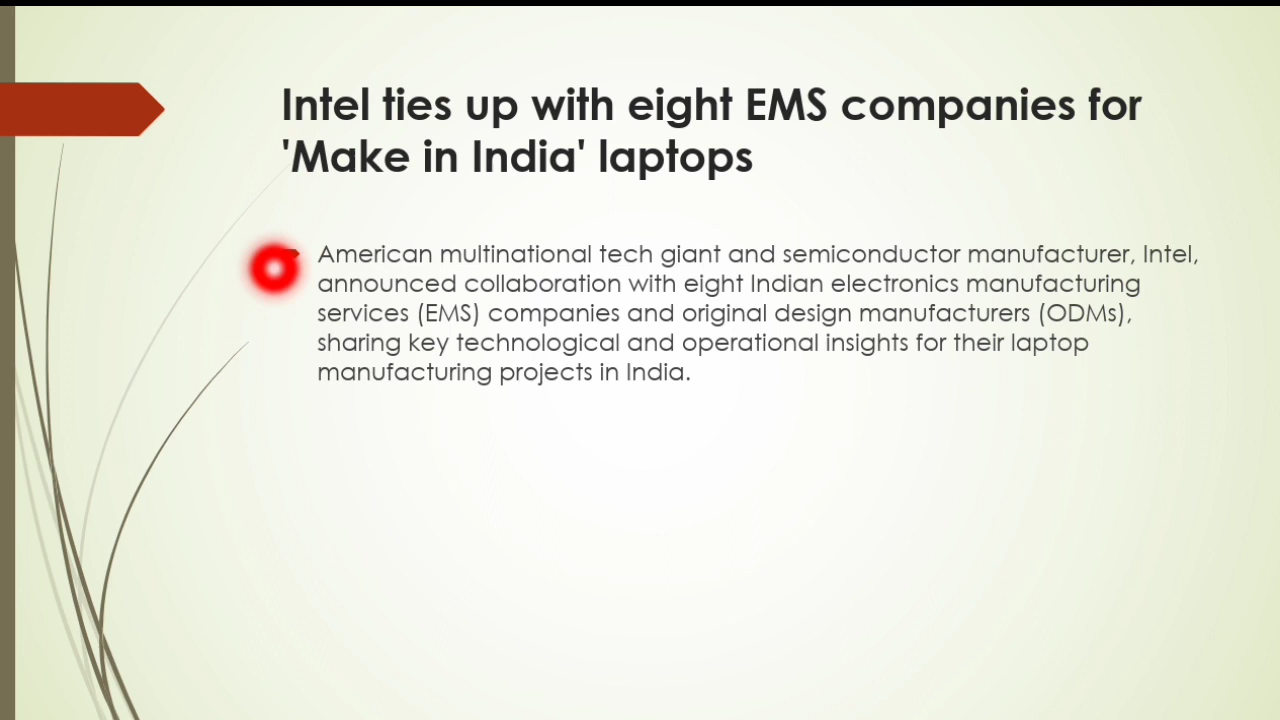 Intel ties up with eight EMS companies for
'Make in India' laptops
American multinational tech giant and semiconductor manufacturer, Intel,
announced collaboration with eight Indian electronics manufacturing
services (EMS) companies and original design manufacturers (ODMs),
sharing key technological and operational insights for their laptop
manufacturing projects in India.